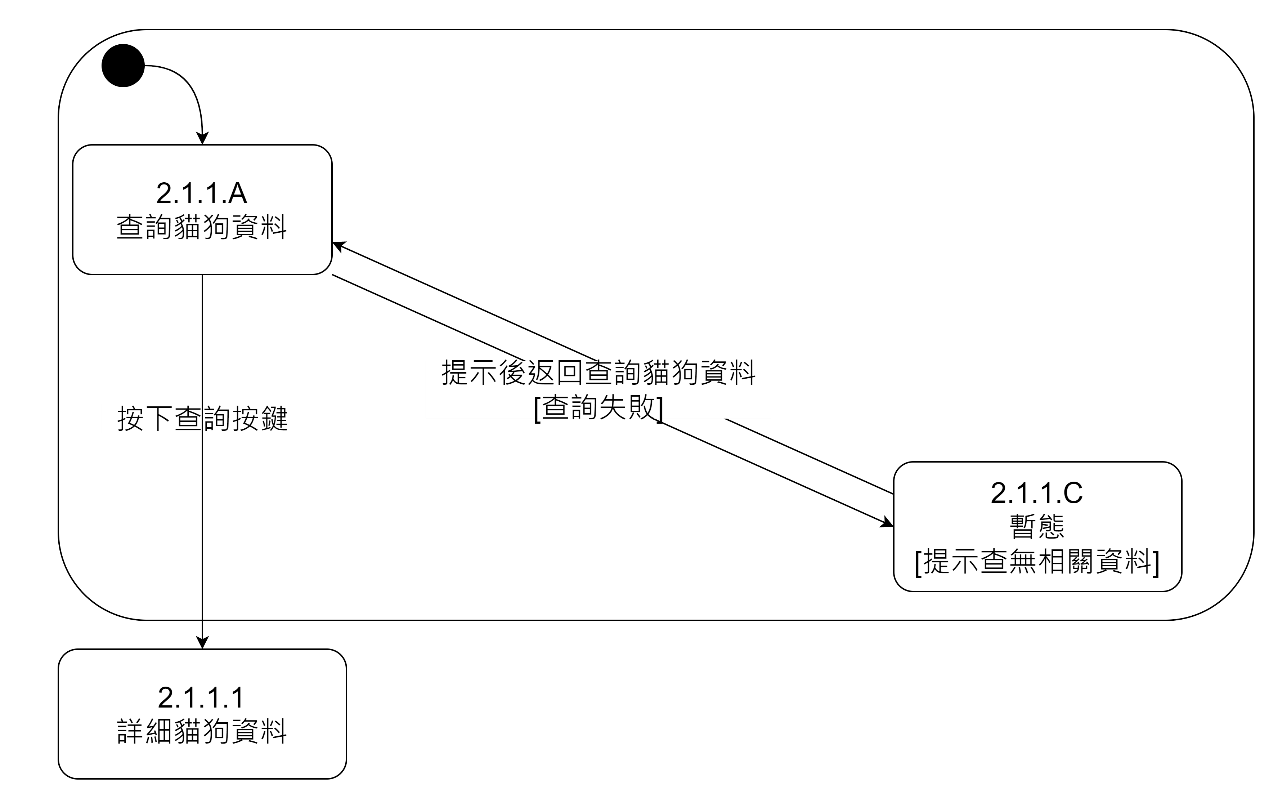 2.1.1.A
查詢貓狗資料
提示後返回查詢貓狗資料
[查詢失敗]
按下查詢按鍵
2.1.1.C
暫態
[提示查無相關資料]
2.1.1.1
詳細貓狗資料